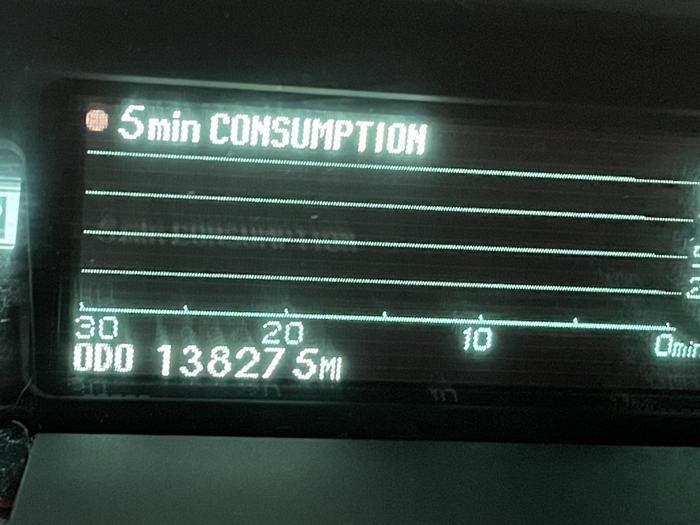 5min CONSUMPTION
30 20 10 0min
ODO 138275MI